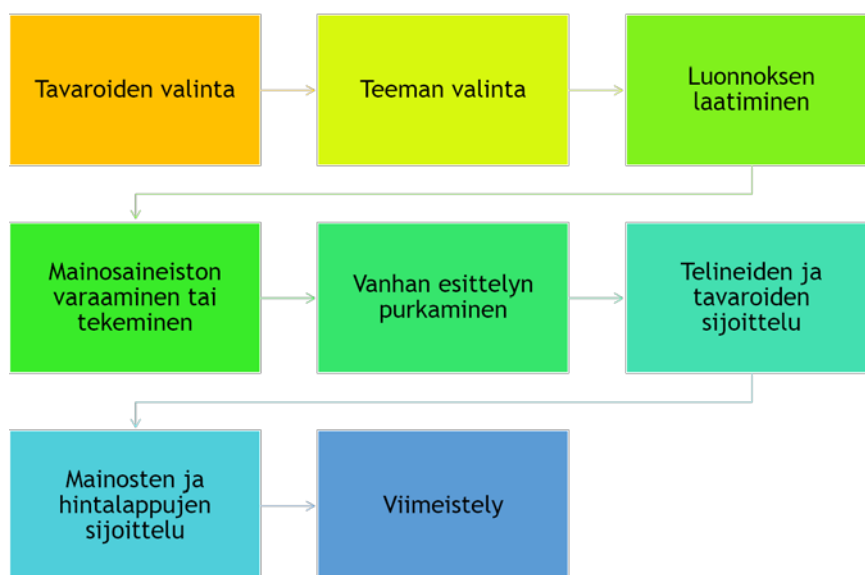 Tavaroiden valinta
Teeman valinta
Luonnoksen
laatiminen
Mainosaineiston
varaaminen tai
tekeminen
Vanhan esittelyn
purkaminen
Telineiden ja
tavaroiden
sijoittelu
Mainosten ja
hintalappujen
sijoittelu
Viimeistely